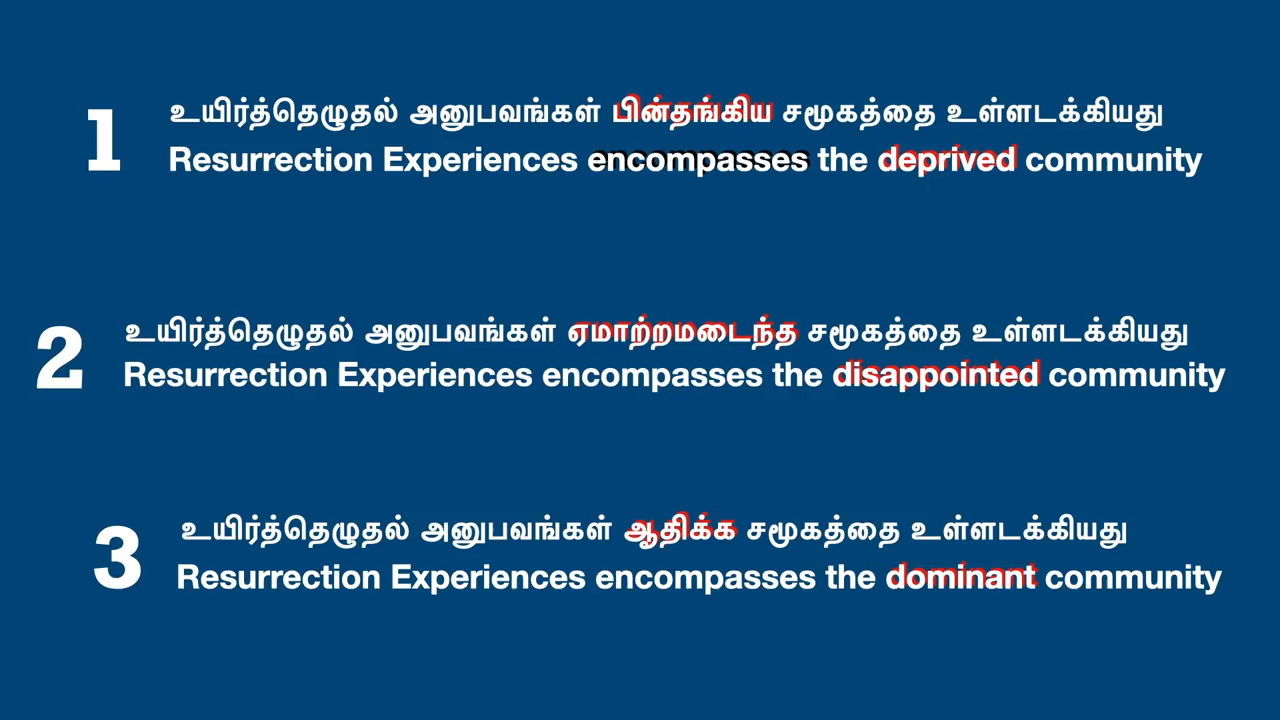 1
உயிர்த்தெழுதல் அனுபவங்கள் பின்தங்கிய சமூகத்தை உள்ளடக்கியது
Resurrection Experiences encompasses the deprived community
2
உயிர்த்தெழுதல் அனுபவங்கள் ஏமாற்றமடைந்த சமூகத்தை உள்ளடக்கியது
Resurrection Experiences encompasses the disappointed community
3
உயிர்த்தெழுதல் அனுபவங்கள் ஆதிக்க சமூகத்தை உள்ளடக்கியது
Resurrection Experiences encompasses the dominant community